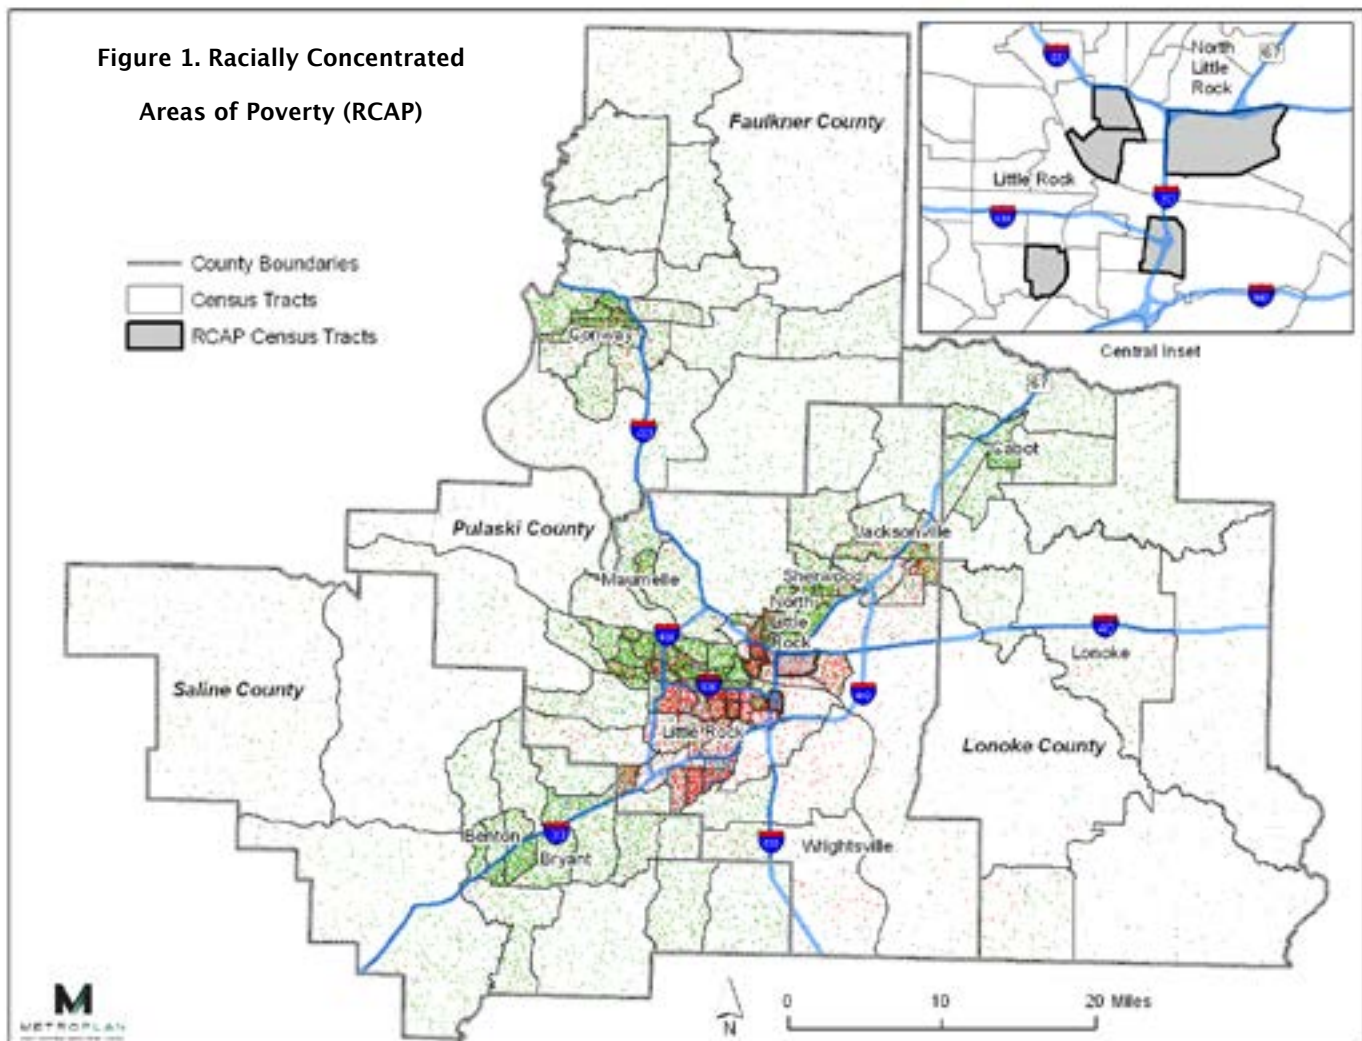 Figure 1. Racially Concentrated
Areas of Poverty (RCAP)
County Boundaries
Census Tracts
RCAP Census Tracts
Faulkner County
67
North
Little
Rock
Little Rock
Central Inset
Conway
67
Cabot
Pulaski County
Jacksonville
Maumelle
Sherwood
North
Little
Rock
Lonoke
Saline County
Little Rock
Lonoke County
Benton
Bryant
Wrightsville
METROPLAN
N
0
10
20 Miles